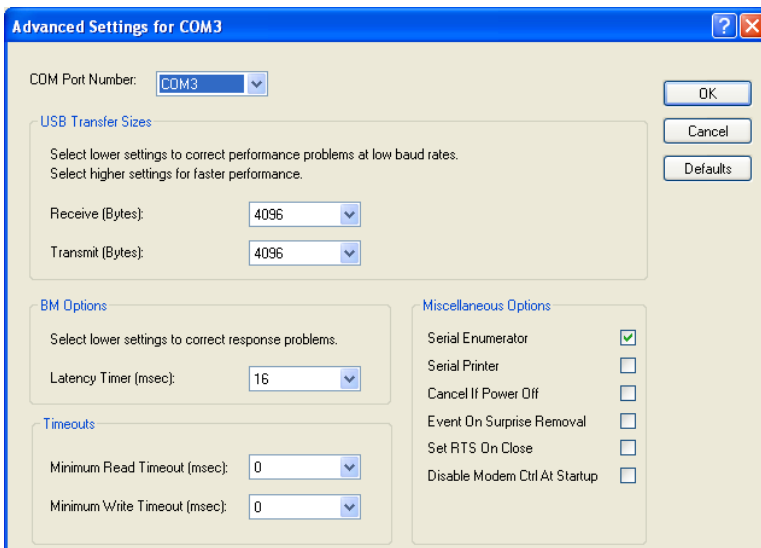 Advanced Settings for COM3
COM Port Number: COM3
OK
Cancel
Defaults
USB Transfer Sizes
Select lower settings to correct performance problems at low baud rates.
Select higher settings for faster performance.
Receive (Bytes): 4096
Transmit (Bytes): 4096
BM Options
Select lower settings to correct response problems.
Latency Timer (msec): 16
Timeouts
Minimum Read Timeout (msec): 0
Minimum Write Timeout (msec): 0
Miscellaneous Options
Serial Enumerator
Serial Printer
Cancel If Power Off
Event On Surprise Removal
Set RTS On Close
Disable Modem Ctrl At Startup